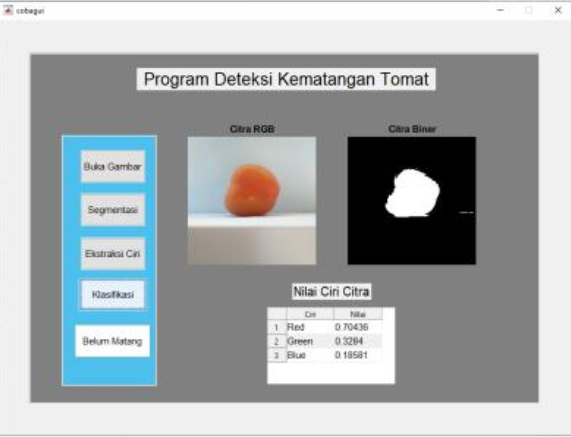 cobagui
Program Deteksi Kematangan Tomat
Citra RGB
Citra Biner
Buka Gambar
Segmentasi
Ekstraksi Ciri
Klasifikasi
Belum Matang
Nilai Ciri Citra
Ciri Nilai
1 Red 0.70436
2 Green 0.3284
3 Blue 0.18581